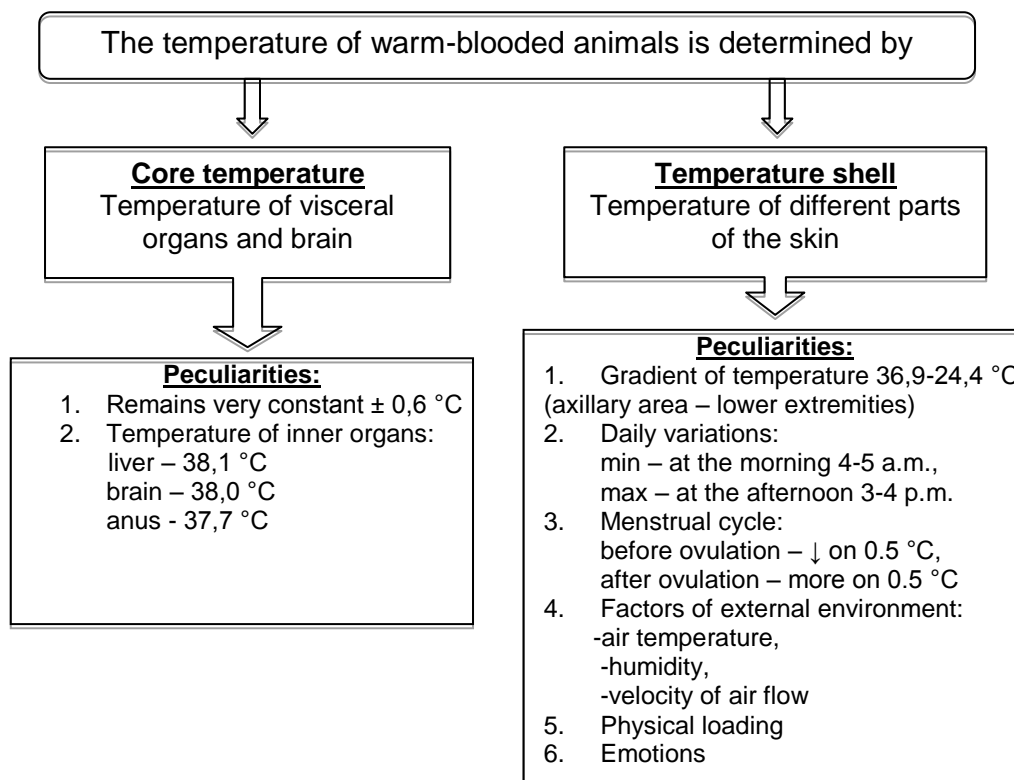 The temperature of warm-blooded animals is determined by
Core temperature
Temperature of visceral
organs and brain
Temperature shell
Temperature of different parts
of the skin
Peculiarities:
1. Remains very constant ± 0,6 °C
2. Temperature of inner organs:
liver – 38,1 °C
brain – 38,0 °C
anus - 37,7 °C
Peculiarities:
1. Gradient of temperature 36,9-24,4 °C
(axillary area – lower extremities)
2. Daily variations:
min – at the morning 4-5 a.m.,
max – at the afternoon 3-4 p.m.
3. Menstrual cycle:
before ovulation – ↓ on 0.5 °C,
after ovulation – more on 0.5 °C
4. Factors of external environment:
-air temperature,
-humidity,
-velocity of air flow
5. Physical loading
6. Emotions